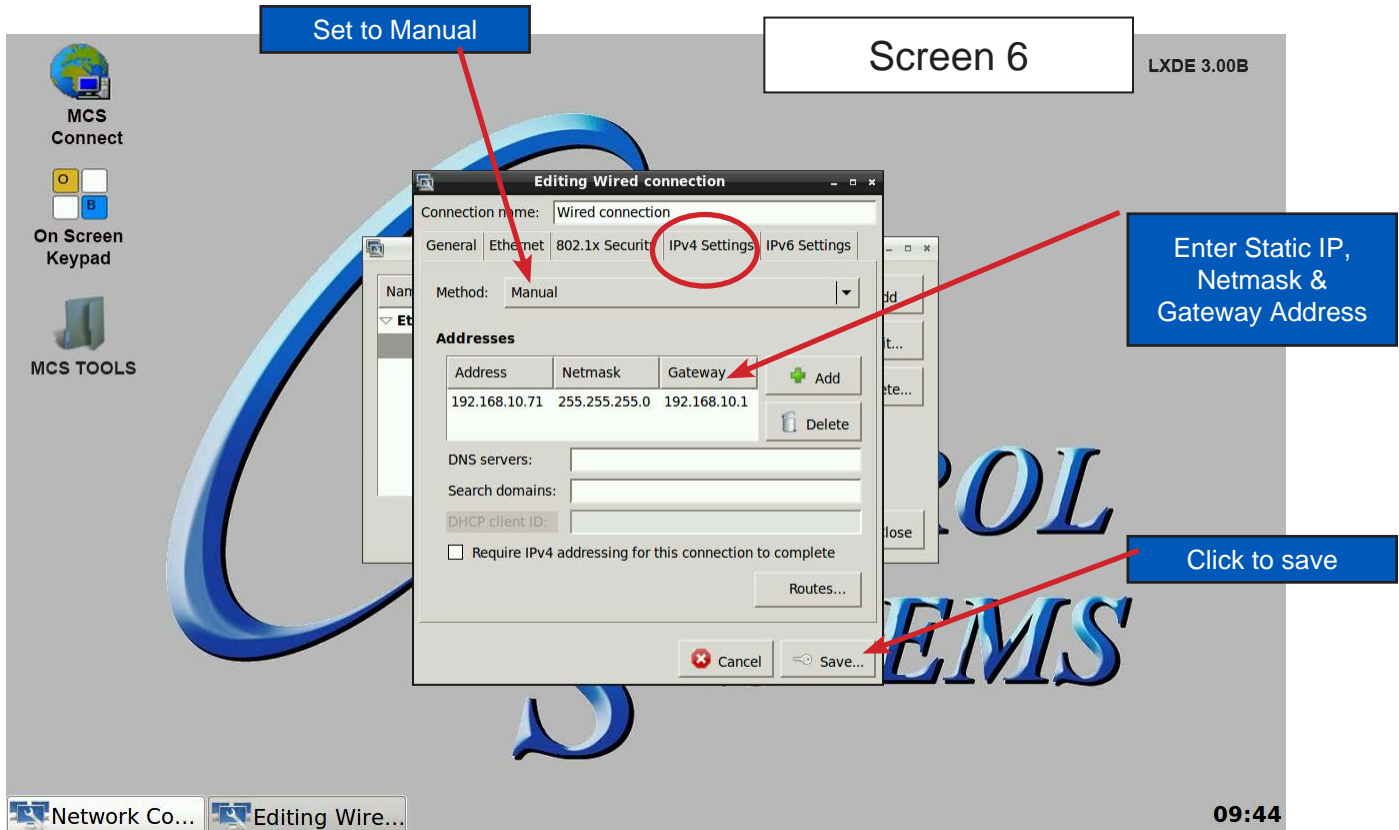 Set to Manual
Screen 6
LXDE 3.00B
MCS
Connect
O
B
On Screen
Keypad
MCS TOOLS
Editing Wired connection
Connection name: Wired connection
General Ethernet 802.1x Security IPv4 Settings IPv6 Settings
Method: Manual
Addresses
Address Netmask Gateway
192.168.10.71 255.255.255.0 192.168.10.1
Add
Delete
DNS servers:
Search domains:
DHCP client ID:
Require IPv4 addressing for this connection to complete
Routes...
Cancel Save...
Enter Static IP,
Netmask &
Gateway Address
Click to save
Network Co... Editing Wire...
09:44